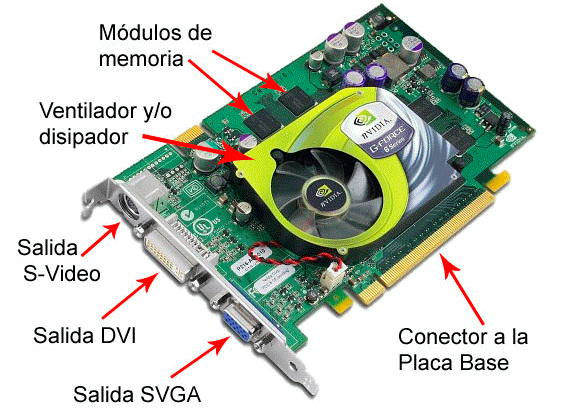 Módulos de
memoria
Ventilador y/o
disipador
NVIDIA.
G-FORCE
6 Series
NVIDIA.
Salida
S-Video
Salida DVI
Salida SVGA
Conector a la
Placa Base